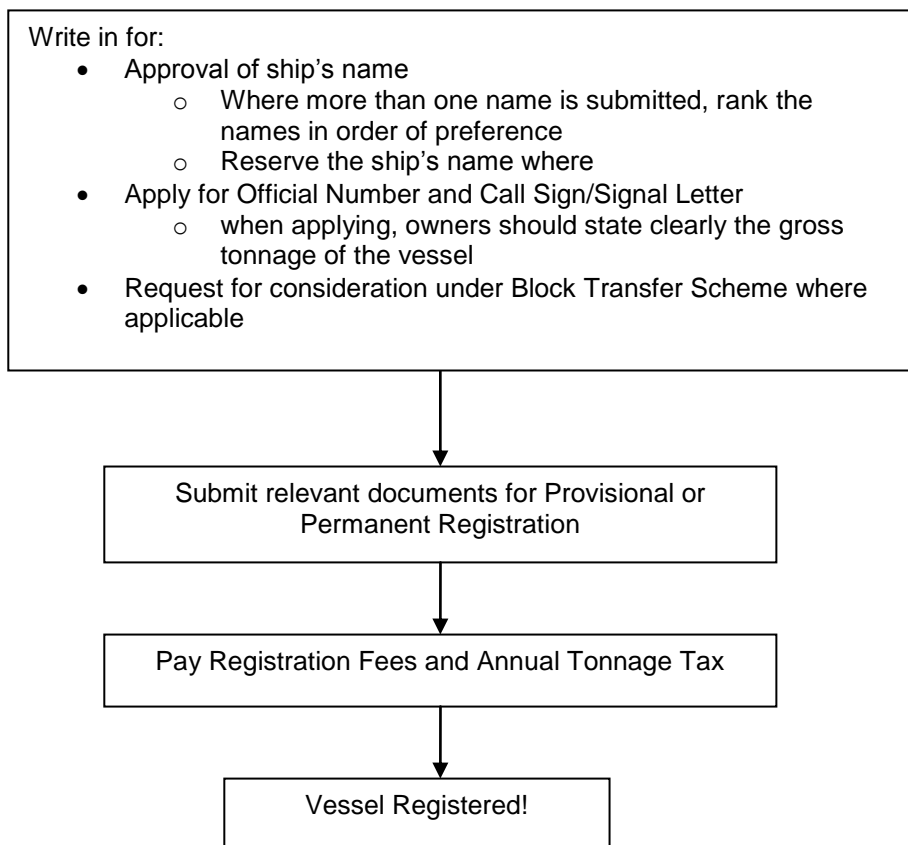 Write in for:
• Approval of ship’s name
o Where more than one name is submitted, rank the
names in order of preference
o Reserve the ship’s name where
• Apply for Official Number and Call Sign/Signal Letter
o when applying, owners should state clearly the gross
tonnage of the vessel
• Request for consideration under Block Transfer Scheme where
applicable
Submit relevant documents for Provisional or
Permanent Registration
Pay Registration Fees and Annual Tonnage Tax
Vessel Registered!